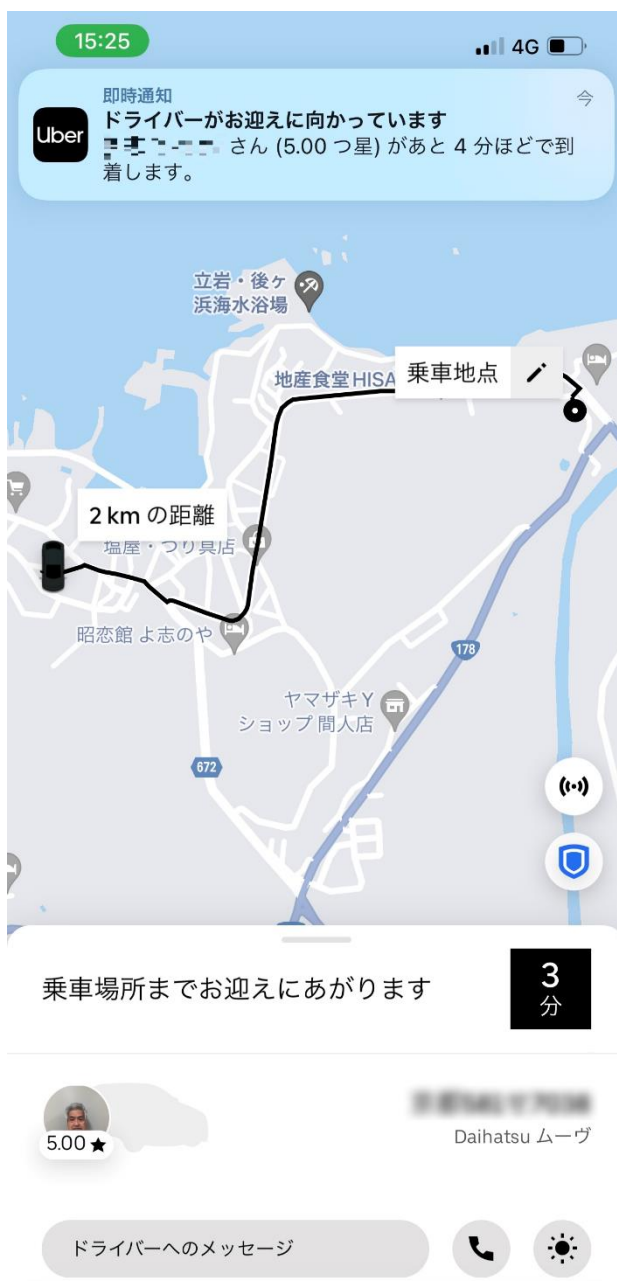 15:25
4G
即時通知
今
Uber
ドライバーがお迎えに向かっています
さん (5.00 つ星) があと 4 分ほどで到
着します。
立岩・後ヶ
浜海水浴場
地産食堂HISA
乗車地点
2 km の距離
塩屋・つり具店
昭恋館 よ志のや
178
ヤマザキY
ショップ間人店
672
乗車場所までお迎えにあがります
3
分
5.00 ★
Daihatsu ムーヴ
ドライバーへのメッセージ